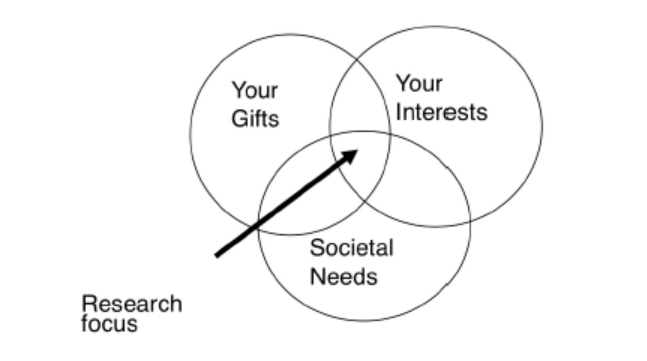 Your
Gifts
Your
Interests
Societal
Needs
Research
focus